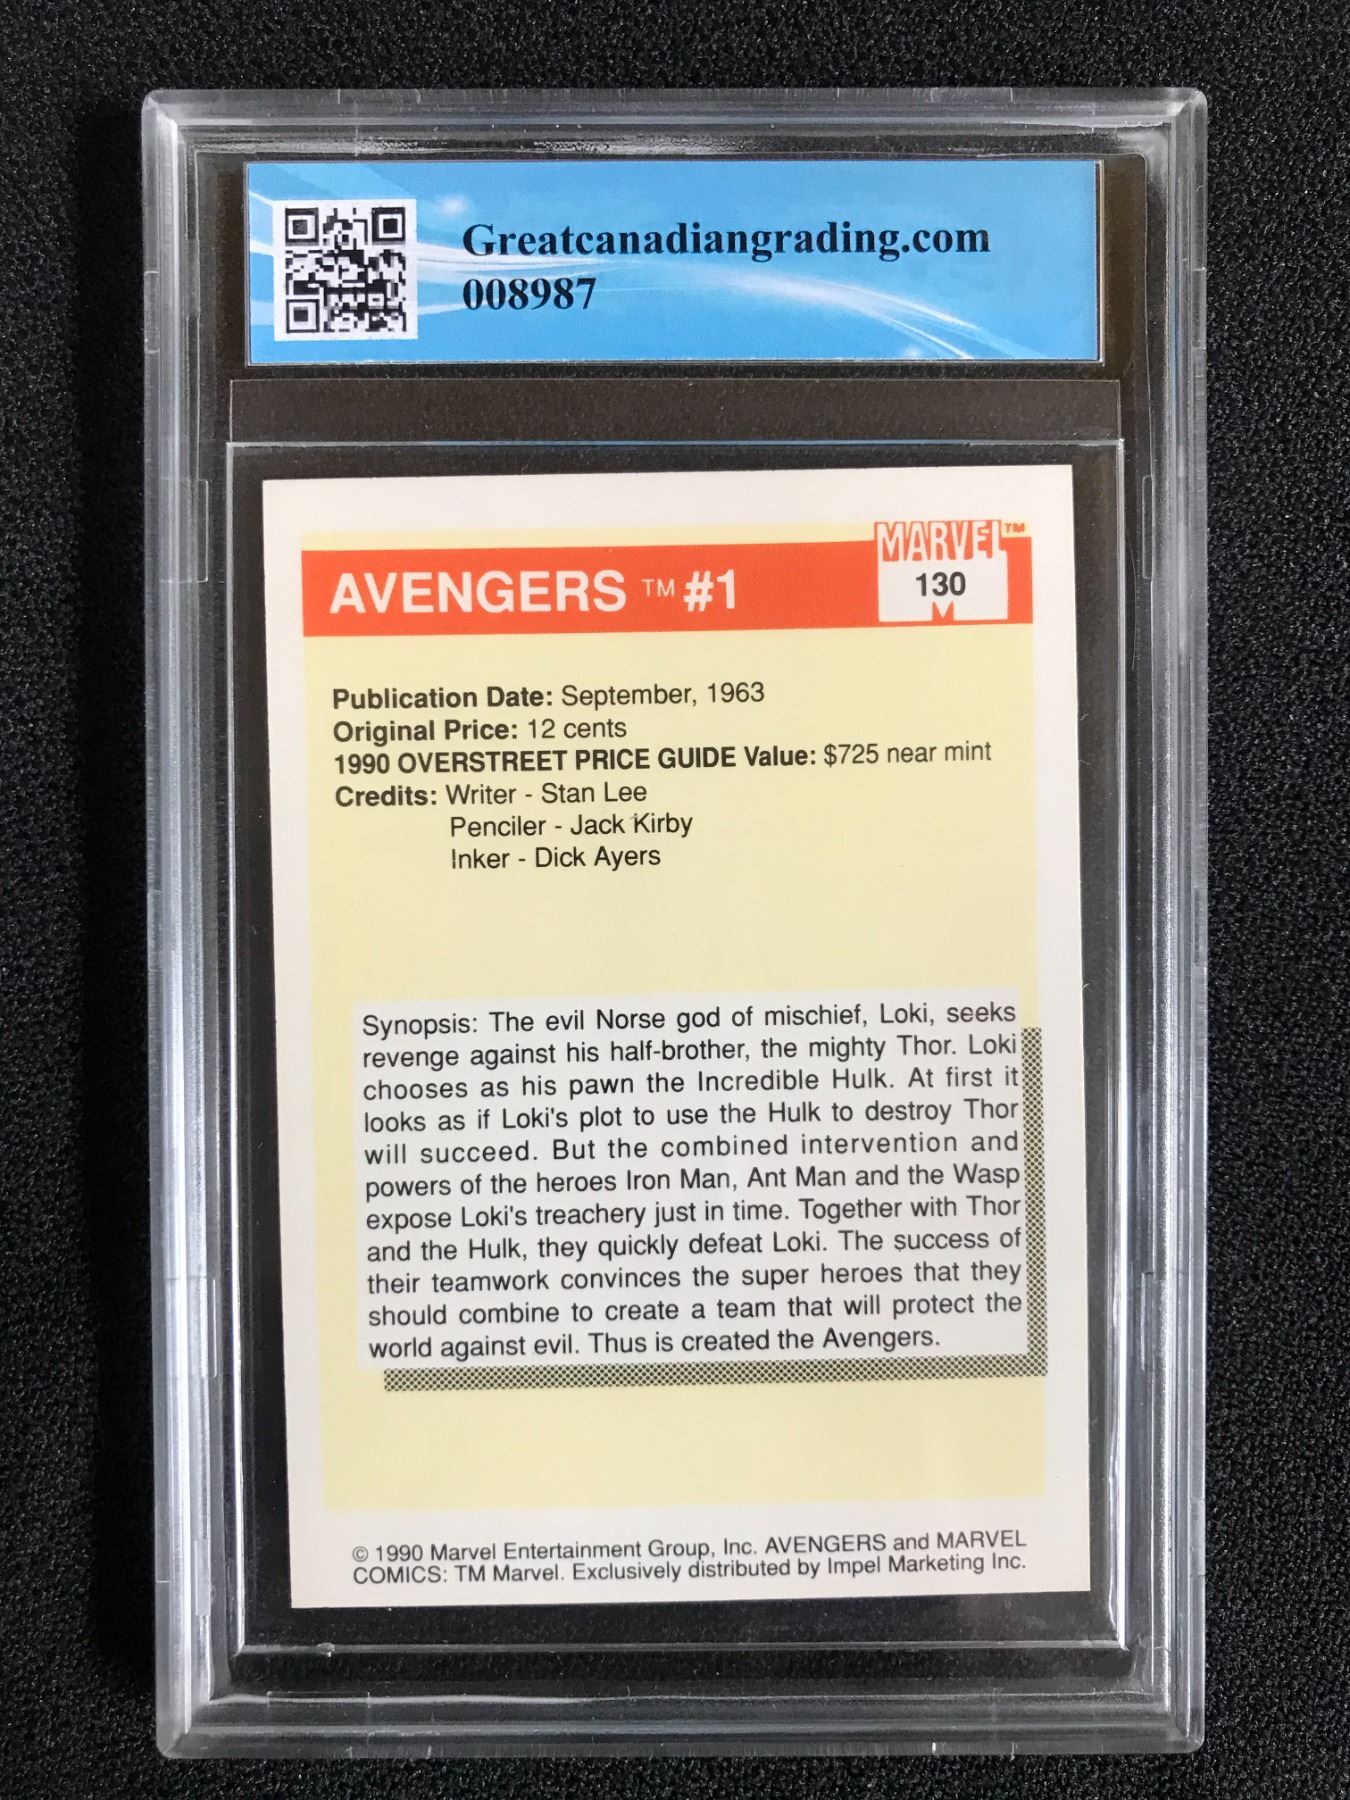 Greatcanadiangrading.com
008987
MARVEL™
AVENGERS TM #1
130
M
Publication Date: September, 1963
Original Price: 12 cents
1990 OVERSTREET PRICE GUIDE Value: $725 near mint
Credits: Writer - Stan Lee
Penciler - Jack Kirby
Inker - Dick Ayers
Synopsis: The evil Norse god of mischief, Loki, seeks
revenge against his half-brother, the mighty Thor. Loki
chooses as his pawn the Incredible Hulk. At first it
looks as if Loki's plot to use the Hulk to destroy Thor
will succeed. But the combined intervention and
powers of the heroes Iron Man, Ant Man and the Wasp
expose Loki's treachery just in time. Together with Thor
and the Hulk, they quickly defeat Loki. The success of
their teamwork convinces the super heroes that they
should combine to create a team that will protect the
world against evil. Thus is created the Avengers.
© 1990 Marvel Entertainment Group, Inc. AVENGERS and MARVEL
COMICS: TM Marvel. Exclusively distributed by Impel Marketing Inc.